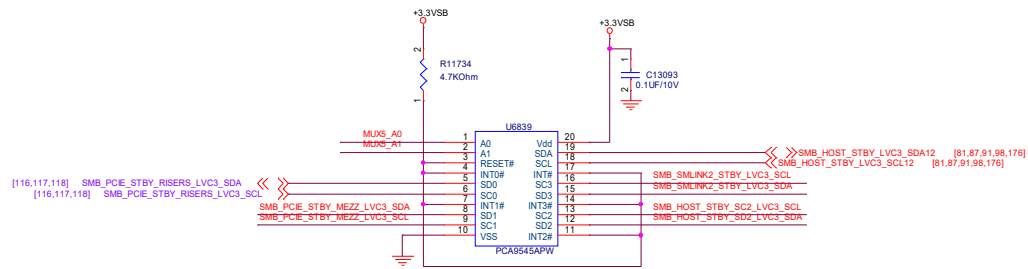 +3.3VSB
+3.3VSB
2
R11734
4.7KOhm
1
1
C13093
0.1UF/10V
2
U6839
MUX5_A0 1 A0 Vdd 20
MUX5_A1 2 A1 SDA 19 SMB_HOST_STBY_LVC3_SDA12 [81,87,91,98,176]
3 RESET# SCL 18 SMB_HOST_STBY_LVC3_SCL12 [81,87,91,98,176]
4 INT0# INT# 17
[116,117,118] SMB_PCIE_STBY_RISERS_LVC3_SDA 5 SD0 SC3 16 SMB_SMLINK2_STBY_LVC3_SCL
[116,117,118] SMB_PCIE_STBY_RISERS_LVC3_SCL 6 SC0 SD3 15 SMB_SMLINK2_STBY_LVC3_SDA
7 INT1# INT3# 14
SMB_PCIE_STBY_MEZZ_LVC3_SDA 8 SD1 SC2 13 SMB_HOST_STBY_SC2_LVC3_SCL
SMB_PCIE_STBY_MEZZ_LVC3_SCL 9 SC1 SD2 12 SMB_HOST_STBY_SD2_LVC3_SDA
10 VSS INT2# 11
PCA9545APW